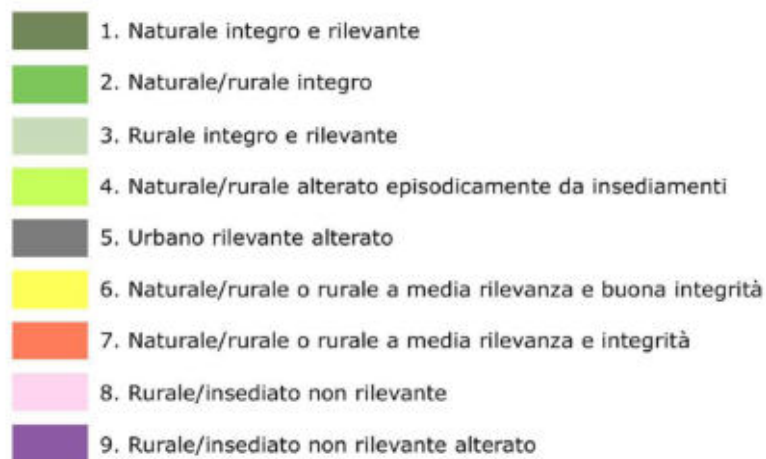 1. Naturale integro e rilevante
2. Naturale/rurale integro
3. Rurale integro e rilevante
4. Naturale/rurale alterato episodicamente da insediamenti
5. Urbano rilevante alterato
6. Naturale/rurale o rurale a media rilevanza e buona integrità
7. Naturale/rurale o rurale a media rilevanza e integrità
8. Rurale/insediato non rilevante
9. Rurale/insediato non rilevante alterato